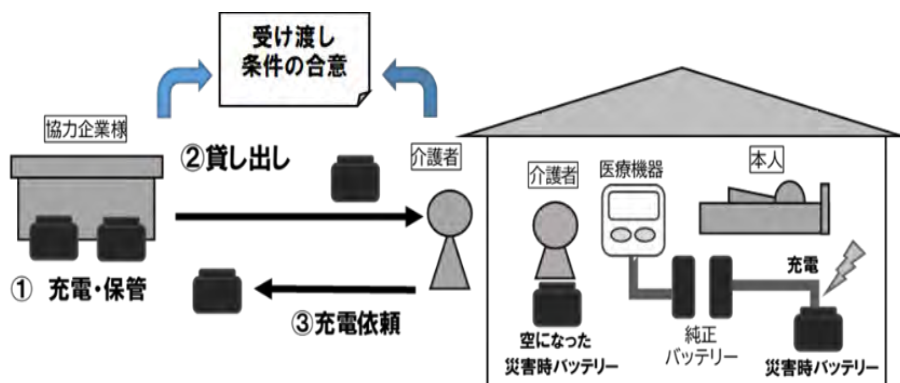 受け渡し
条件の合意
協力企業様
②貸し出し
介護者
① 充電・保管
③充電依頼
介護者
医療機器
本人
充電
空になった
災害時バッテリー
純正
バッテリー
災害時バッテリー